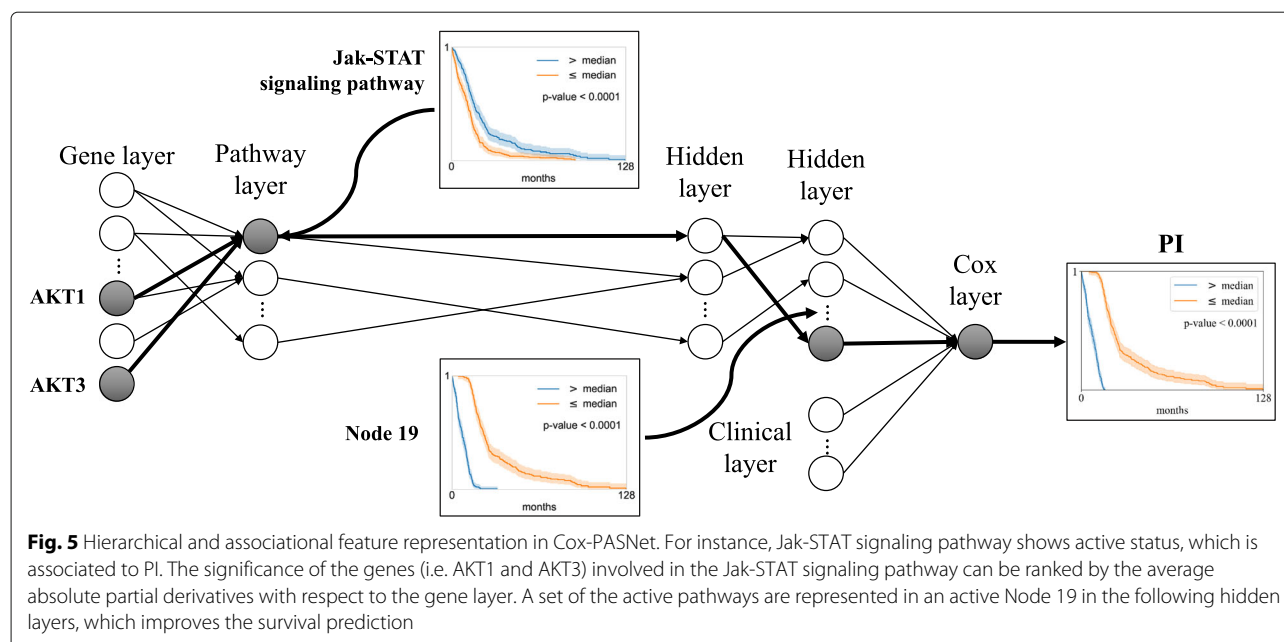 Jak-STAT
signaling pathway
1
> median
≤ median
p-value < 0.0001
0
128
months
Gene layer
Pathway
layer
Hidden
layer
Hidden
layer
AKT1
AKT3
Cox
layer
PI
1
> median
≤ median
p-value < 0.0001
0
128
months
Node 19
1
> median
≤ median
p-value < 0.0001
0
128
months
Clinical
layer
Fig. 5 Hierarchical and associational feature representation in Cox-PASNet. For instance, Jak-STAT signaling pathway shows active status, which is
associated to PI. The significance of the genes (i.e. AKT1 and AKT3) involved in the Jak-STAT signaling pathway can be ranked by the average
absolute partial derivatives with respect to the gene layer. A set of the active pathways are represented in an active Node 19 in the following hidden
layers, which improves the survival prediction